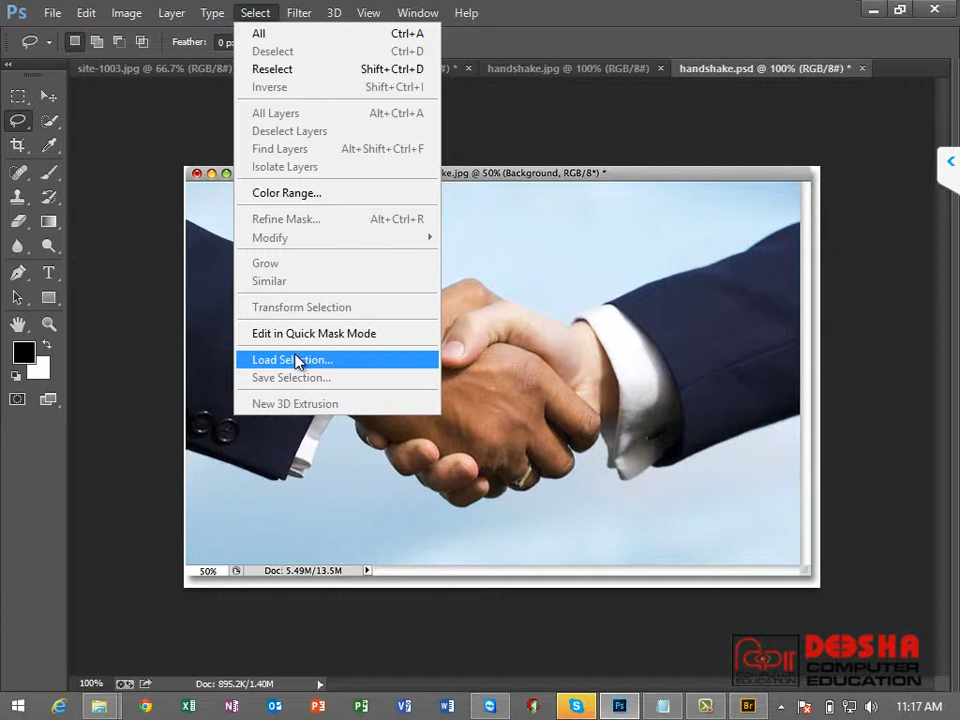 Ps File Edit Image Layer Type Select Filter 3D View Window Help
Feather: 0 p
site-1003.jpg @ 66.7% (RGB/8#) * × handshake.jpg @ 100% (RGB/8#) × handshake.psd @ 100% (RGB/8#) * ×
All Ctrl+A
Deselect Ctrl+D
Reselect Shift+Ctrl+D
Inverse Shift+Ctrl+I
All Layers Alt+Ctrl+A
Deselect Layers
Find Layers Alt+Shift+Ctrl+F
Isolate Layers
Color Range...
Refine Mask... Alt+Ctrl+R
Modify
Grow
Similar
Transform Selection
Edit in Quick Mask Mode
Load Selection...
Save Selection...
New 3D Extrusion
ke.jpg @ 50% (Background, RGB/8*) *
50% Doc: 5.49M/13.5M
DEOSHA
COMPUTER
EDUCATION
100% Doc: 895.2K/1.40M
Ps Br 11:17 AM